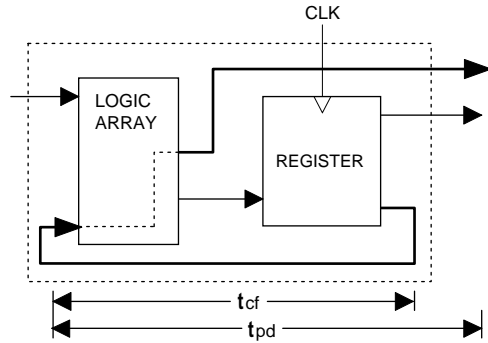 CLK
LOGIC
ARRAY
REGISTER
tcf
tpd